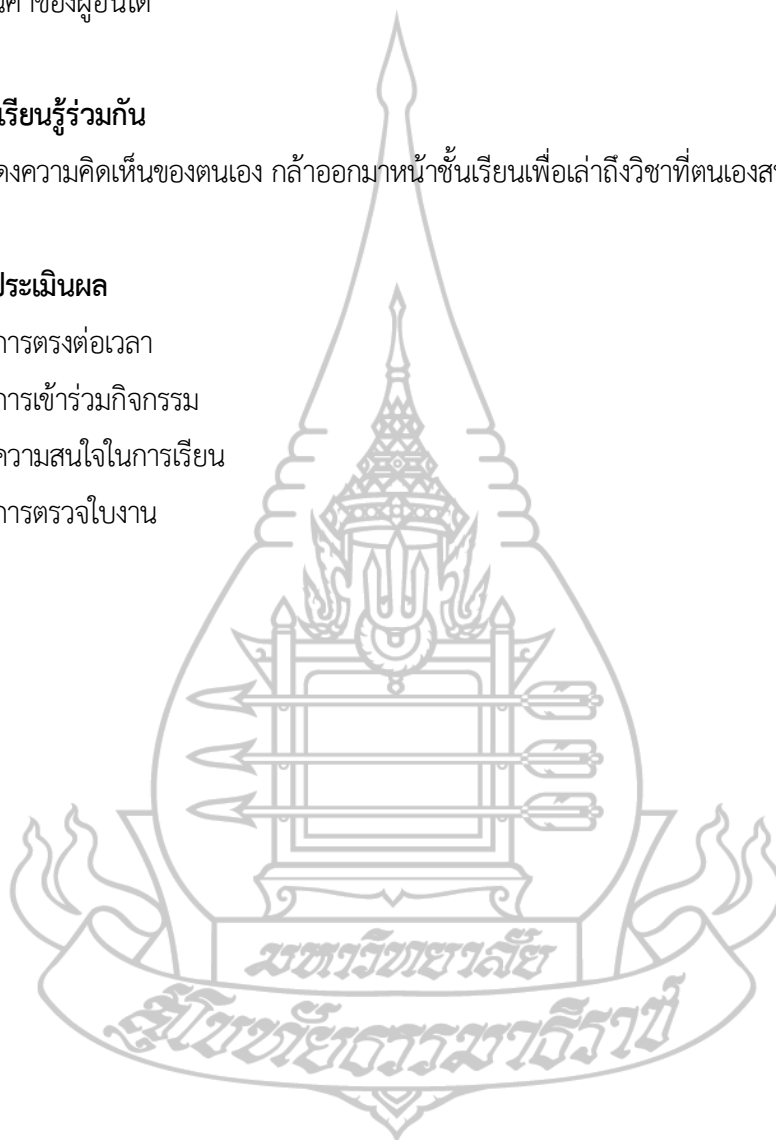 เรียนรู้ร่วมกัน
ความคิดเห็นของตนเอง กล้าออกมาหน้าชั้นเรียนเพื่อเล่าถึงวิชาที่ตนเอง
ประเมินผล
การตรงต่อเวลา
การเข้าร่วมกิจกรรม
ความสนใจในการเรียน
การตรวจใบงาน
มหาวิทยาลัย
สุโขทัยธรรมาธิราช